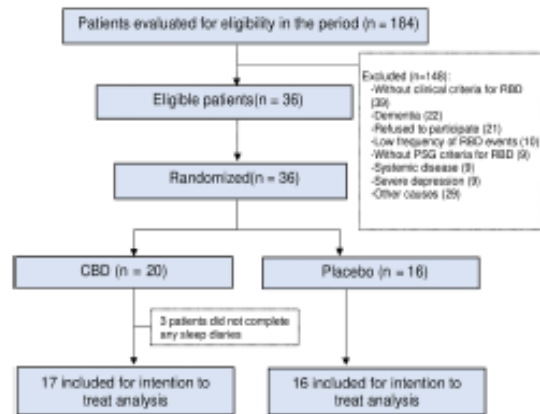 Patients evaluated for eligibility in the period (n = 184)
Excluded (n=148):
-Without clinical criteria for RBD
(39)
-Dementia (22)
-Refused to participate (21)
-Low frequency of RBD events (10)
-Without PSG criteria for RBD (9)
-Systemic disease (9)
-Severe depression (9)
-Other causes (29)
Eligible patients(n = 36)
Randomized(n = 36)
CBD (n = 20)
Placebo (n = 16)
3 patients did not complete
any sleep diaries
17 included for intention to
treat analysis
16 included for intention to
treat analysis